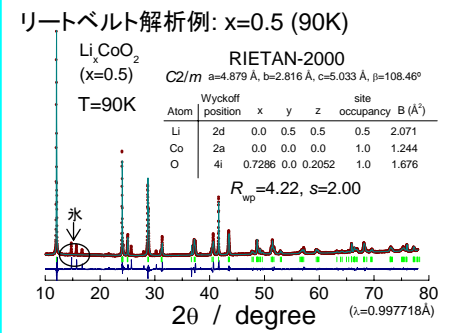 リートベルト解析例: x=0.5 (90K)
LixCoO2
(x=0.5)
T=90K
RIETAN-2000
C2/m a=4.879 Å, b=2.816 Å, c=5.033 Å, β=108.46º
Atom Wyckoff position x y z site occupancy B (Å2)
Li 2d 0.0 0.5 0.5 0.5 2.071
Co 2a 0.0 0.0 0.0 1.0 1.244
O 4i 0.7286 0.0 0.2052 1.0 1.676
Rwp=4.22, s=2.00
氷
10 20 30 40 50 60 70 80
2θ / degree
(λ=0.997718Å)